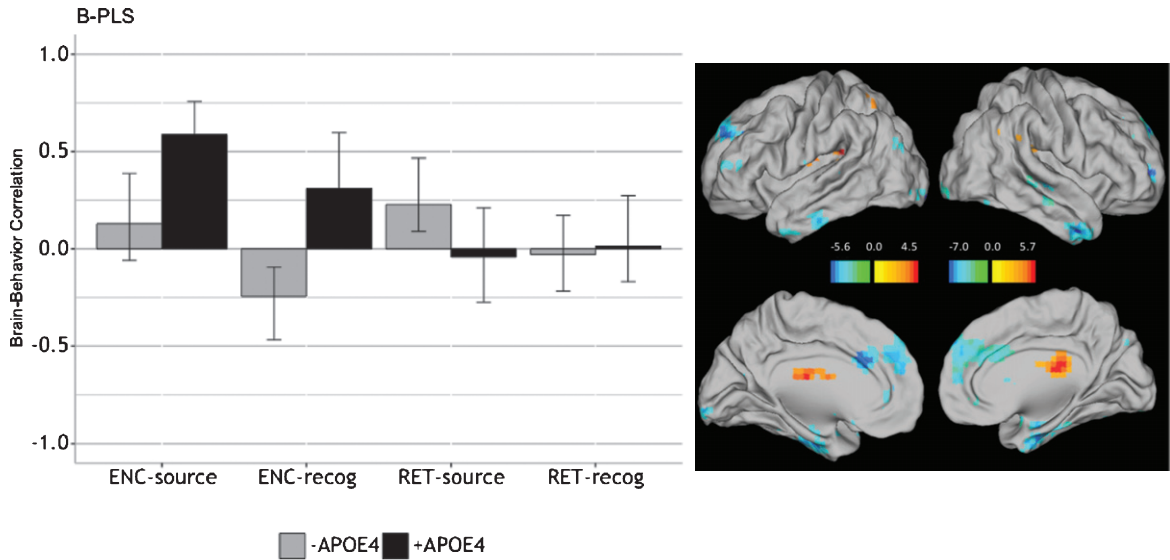 B-PLS
Brain-Behavior Correlation
1.0
0.5
0.0
-0.5
-1.0
ENC-source ENC-recog RET-source RET-recog
-APOE4 +APOE4
-5.6 0.0 4.5 -7.0 0.0 5.7